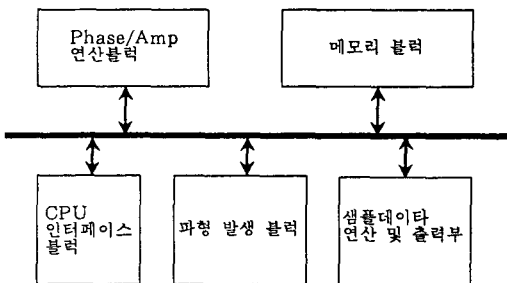 Phase/Amp
연산블럭
메모리 블럭
CPU
인터페이스
블럭
파형 발생 블럭
샘플데이타
연산 및 출력부